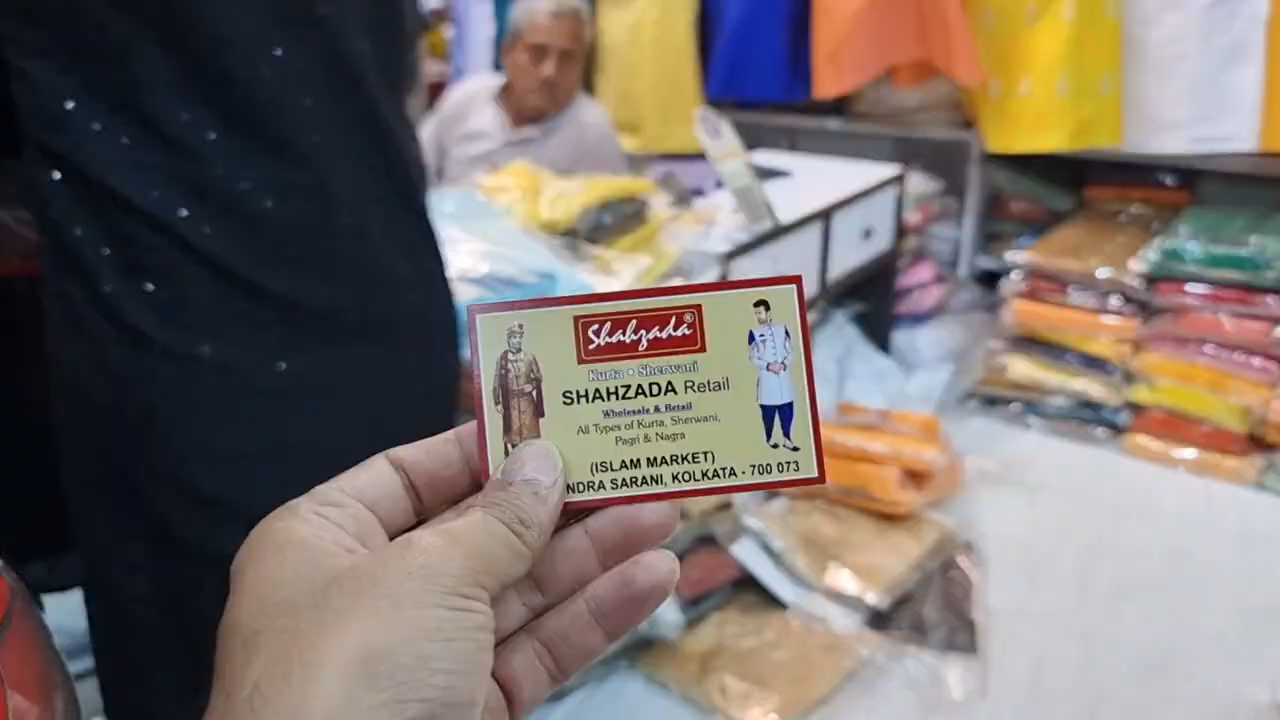 Shahzada®
Kurta • Sherwani
SHAHZADA Retail
Wholesale & Retail
All Types of Kurta, Sherwani,
Pagri & Nagra
(ISLAM MARKET)
NDRA SARANI, KOLKATA - 700 073